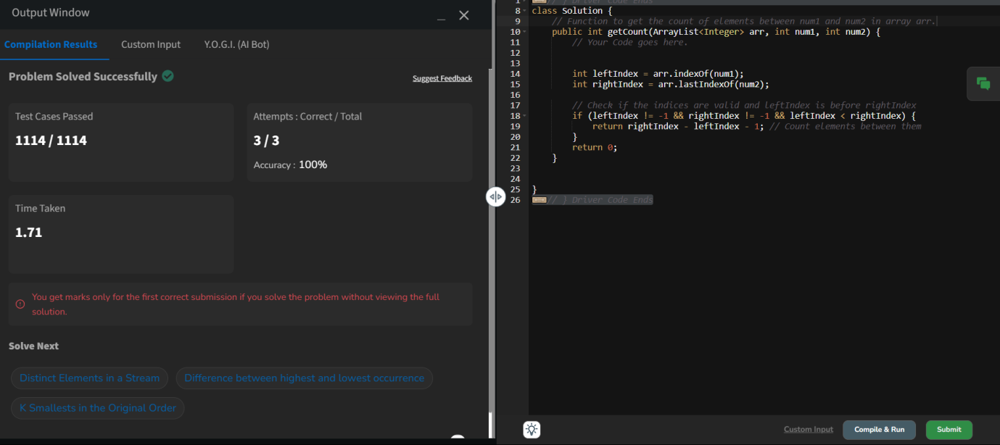 Output Window
Compilation Results
Custom Input
Y.O.G.I. (AI Bot)
Problem Solved Successfully
Suggest Feedback
Test Cases Passed
1114 / 1114
Attempts : Correct / Total
3 / 3
Accuracy : 100%
Time Taken
1.71
You get marks only for the first correct submission if you solve the problem without viewing the full
solution.
Solve Next
Distinct Elements in a Stream
Difference between highest and lowest occurrence
K Smallests in the Original Order
1 // } Driver Code Ends
8 class Solution {
9 // Function to get the count of elements between num1 and num2 in array arr.
10 public int getCount(ArrayList<Integer> arr, int num1, int num2) {
11 // Your Code goes here.
12
13
14 int leftIndex = arr.indexOf(num1);
15 int rightIndex = arr.lastIndexOf(num2);
16
17 // Check if the indices are valid and leftIndex is before rightIndex
18 if (leftIndex != -1 && rightIndex != -1 && leftIndex < rightIndex) {
19 return rightIndex - leftIndex - 1; // Count elements between them
20 }
21 return 0;
22 }
23
24
25 }
26 // } Driver Code Ends
Custom Input
Compile & Run
Submit